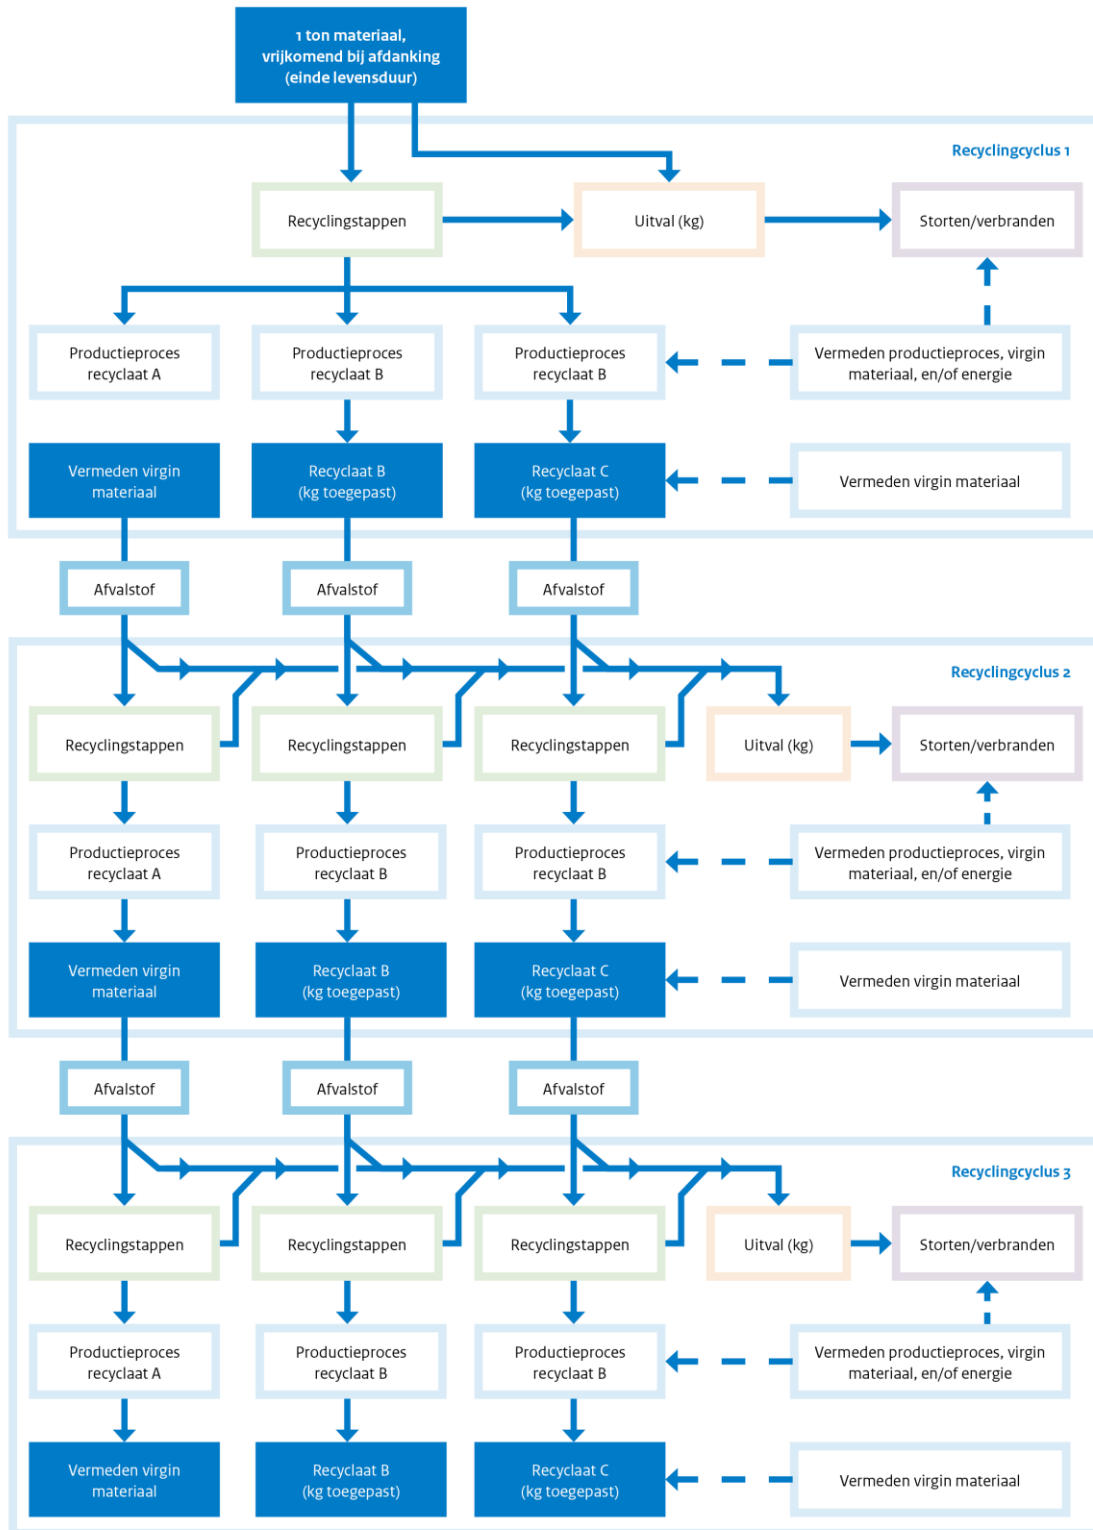 1 ton materiaal,
vrijkomend bij afdanking
(einde levensduur)
Recyclingcyclus 1
Recyclingstappen
Uitval (kg)
Storten/verbranden
Productieproces
recyclaat A
Productieproces
recyclaat B
Productieproces
recyclaat B
Vermeden productieproces, virgin
materiaal, en/of energie
Vermeden virgin
materiaal
Recyclaat B
(kg toegepast)
Recyclaat C
(kg toegepast)
Vermeden virgin materiaal
Afvalstof
Afvalstof
Afvalstof
Recyclingcyclus 2
Recyclingstappen
Recyclingstappen
Recyclingstappen
Uitval (kg)
Storten/verbranden
Productieproces
recyclaat A
Productieproces
recyclaat B
Productieproces
recyclaat B
Vermeden productieproces, virgin
materiaal, en/of energie
Vermeden virgin
materiaal
Recyclaat B
(kg toegepast)
Recyclaat C
(kg toegepast)
Vermeden virgin materiaal
Afvalstof
Afvalstof
Afvalstof
Recyclingcyclus 3
Recyclingstappen
Recyclingstappen
Recyclingstappen
Uitval (kg)
Storten/verbranden
Productieproces
recyclaat A
Productieproces
recyclaat B
Productieproces
recyclaat B
Vermeden productieproces, virgin
materiaal, en/of energie
Vermeden virgin
materiaal
Recyclaat B
(kg toegepast)
Recyclaat C
(kg toegepast)
Vermeden virgin materiaal